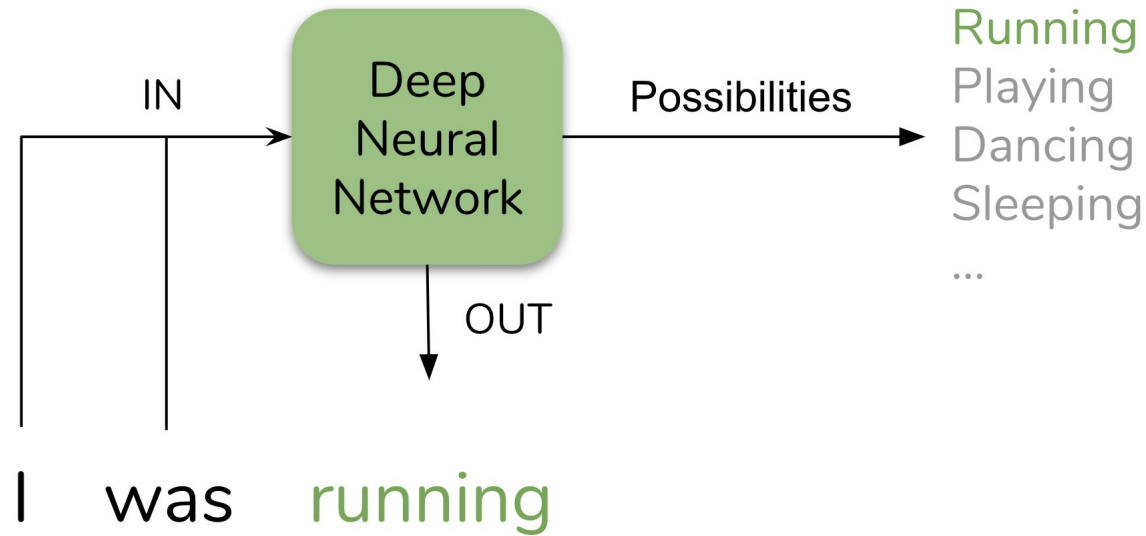 IN
Deep
Neural
Network
Possibilities
Running
Playing
Dancing
Sleeping
...
OUT
I was running